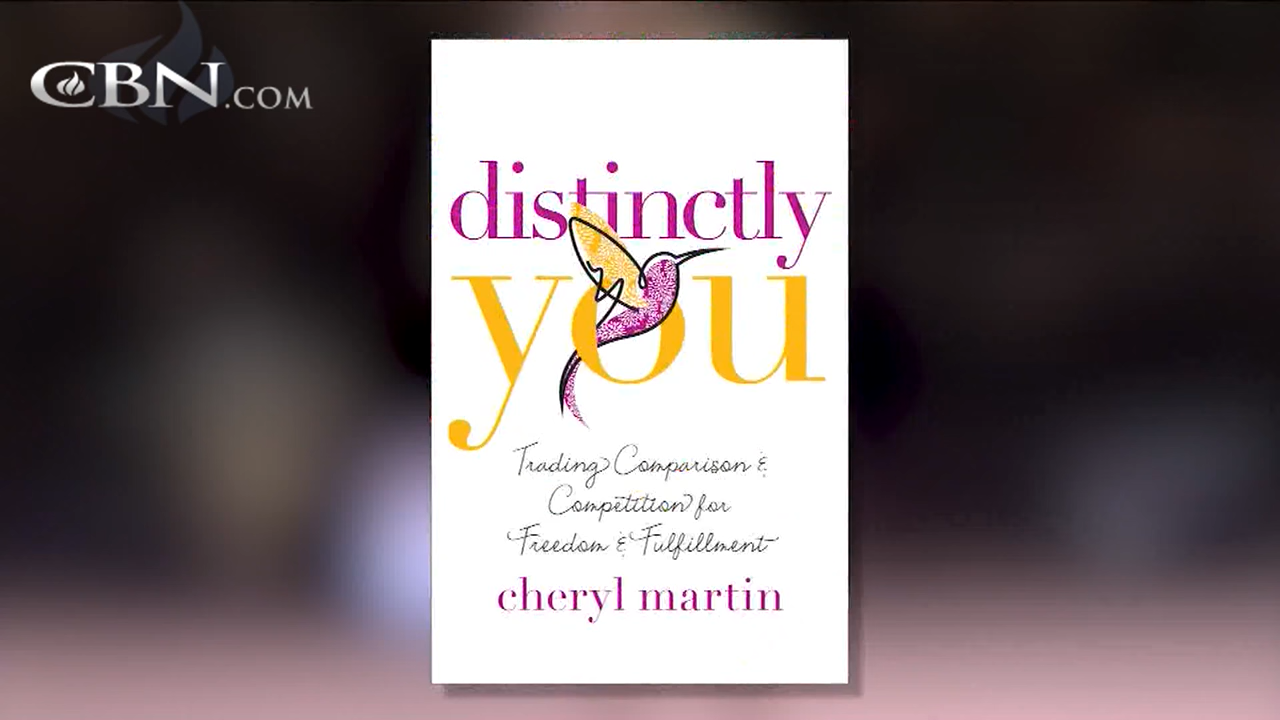 CBN.COM
distinctly
you
Trading Comparison &
Competition for
Freedom & Fulfillment
cheryl martin